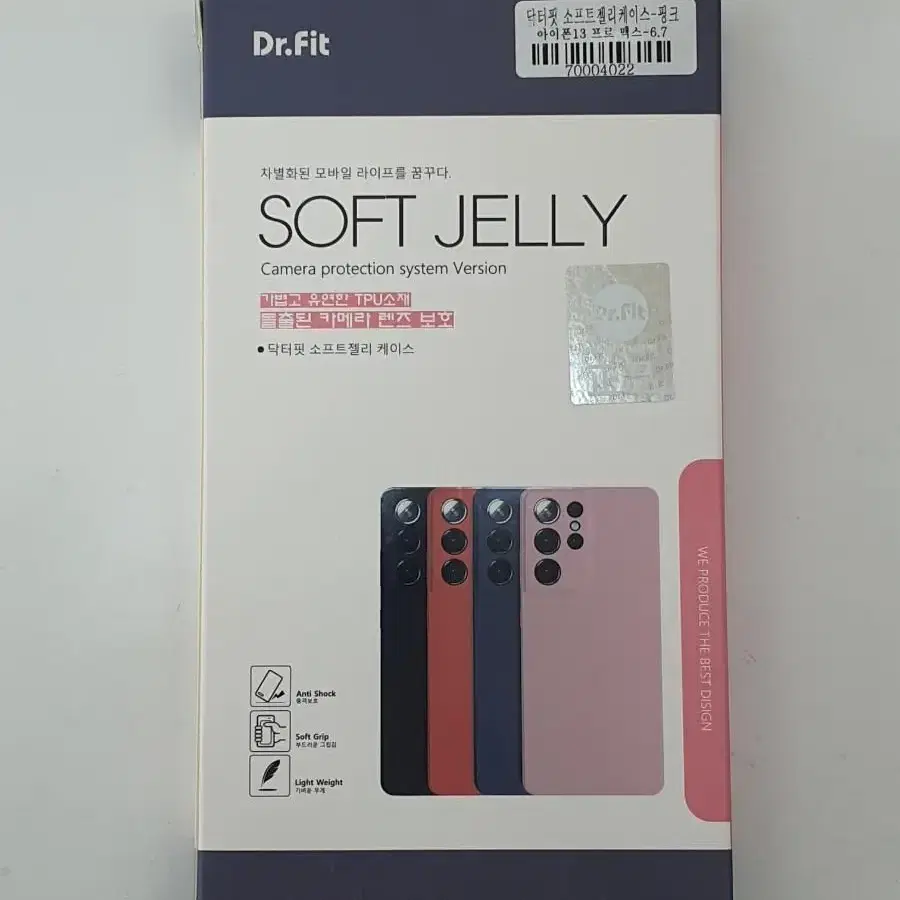 Dr.Fit
닥터핏 소프트젤리케이스-핑크
아이폰13 프로 맥스-6.7
70004022
차별화된 모바일 라이프를 꿈꾸다.
SOFT JELLY
Camera protection system Version
가볍고 유연한 TPU소재
돌출된 카메라 렌즈 보호
● 닥터핏 소프트젤리 케이스
Dr.Fit
WE PRODUCE THE BEST DISIGN
Anti Shock
충격보호
Soft Grip
부드러운 그립감
Light Weight
가벼운 무게